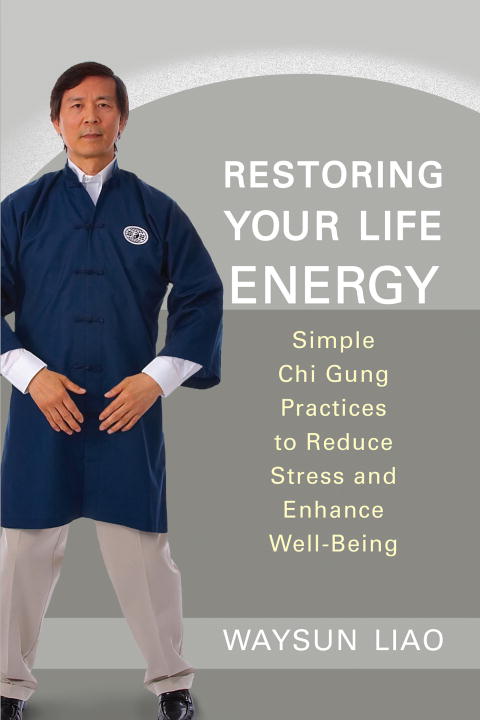 RESTORING
YOUR LIFE
ENERGY
Simple
Chi Gung
Practices
to Reduce
Stress and
Enhance
Well-Being
WAYSUN LIAO